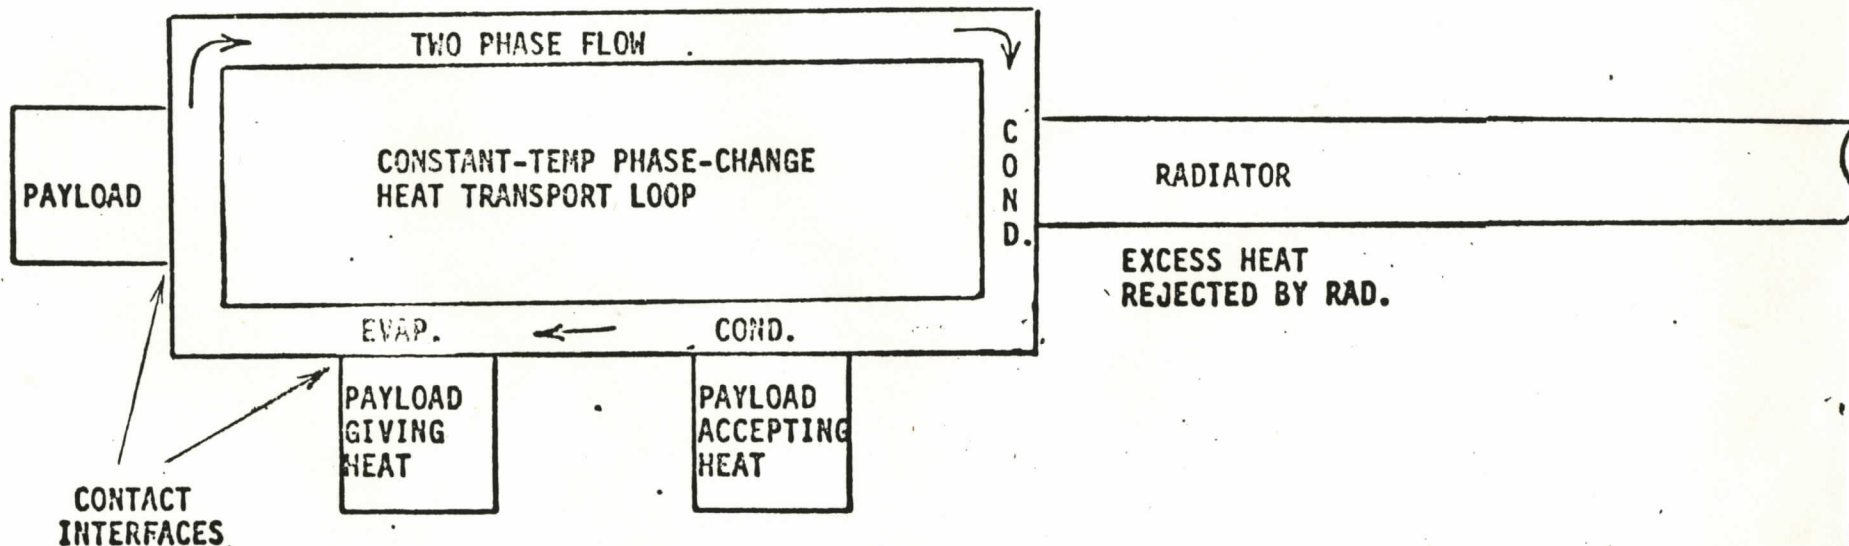 TWO PHASE FLOW
CONSTANT-TEMP PHASE-CHANGE
HEAT TRANSPORT LOOP
PAYLOAD
COND.
RADIATOR
EXCESS HEAT
REJECTED BY RAD.
EVAP.
COND.
PAYLOAD
GIVING
HEAT
PAYLOAD
ACCEPTING
HEAT
CONTACT
INTERFACES